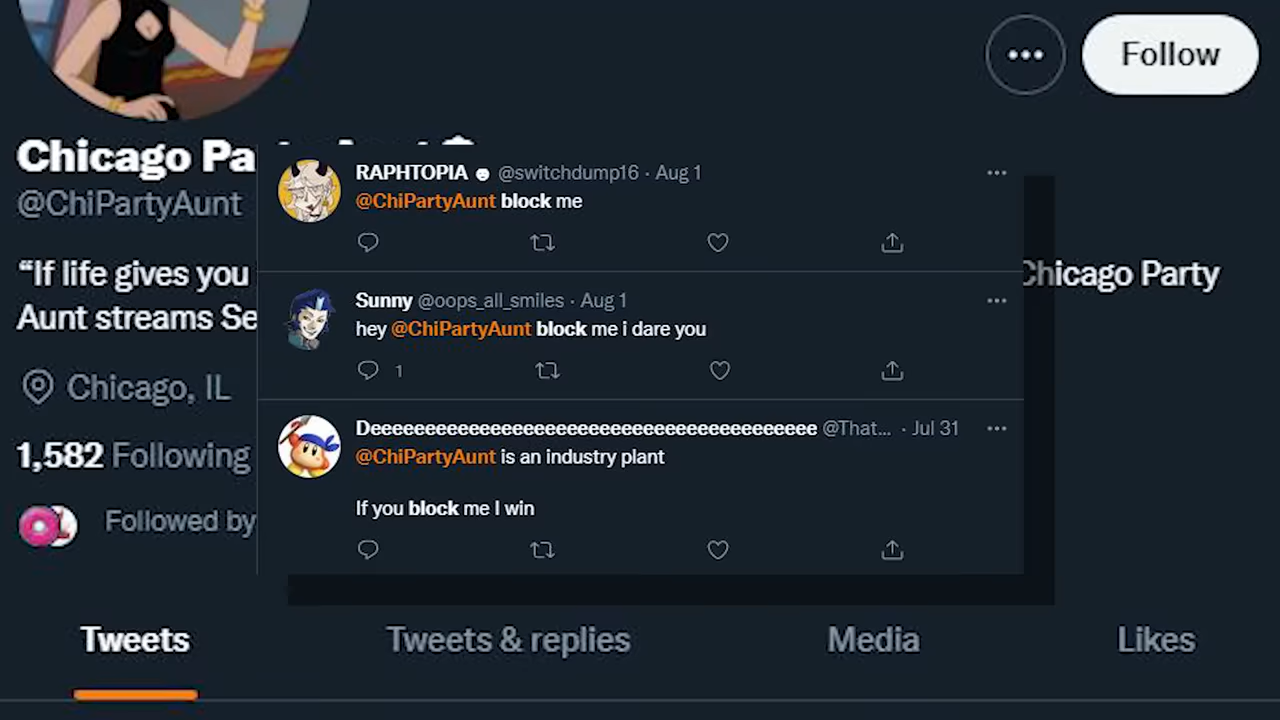 Follow
Chicago Pa
@ChiPartyAunt
“If life gives you
Chicago Party
Aunt streams Se
Chicago, IL
1,582 Following
Followed by
RAPHTOPIA ☻ @switchdump16 · Aug 1
@ChiPartyAunt block me
Sunny @oops_all_smiles · Aug 1
hey @ChiPartyAunt block me i dare you
1
Deeeeeeeeeeeeeeeeeeeeeeeeeeeeeeeeeeeeeeee @That... · Jul 31
@ChiPartyAunt is an industry plant
If you block me I win
Tweets
Tweets & replies
Media
Likes